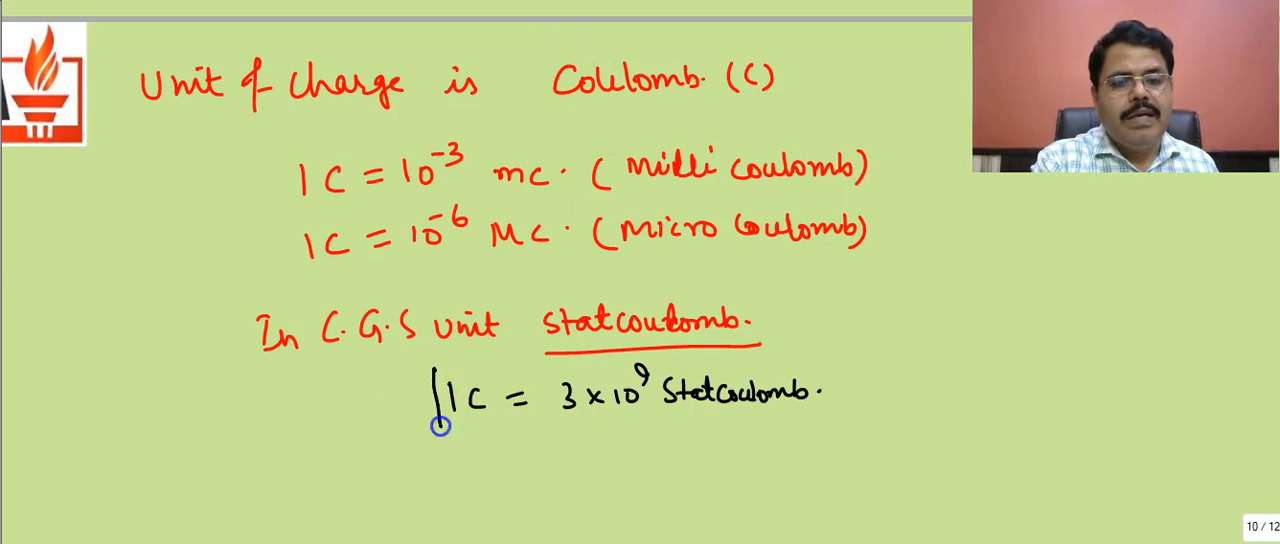 Unit of charge is Coulomb. (C)
1 C = 10⁻³ mc. (Milli coulomb)
1 C = 10⁻⁶ Mc. (Micro Coulomb)
In C.G.S unit statcoulomb.
1 C = 3 × 10⁹ Statcoulomb.
10 / 12